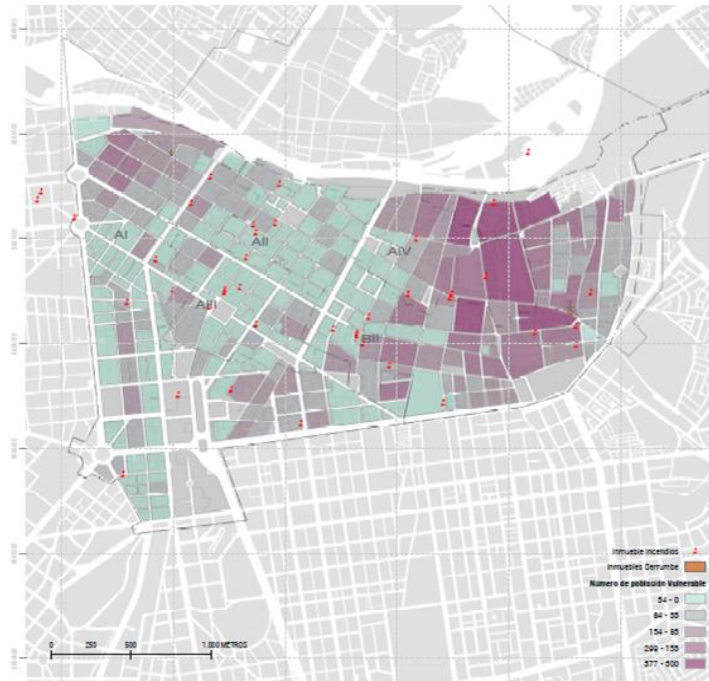 AI
AII
AIV
AIII
BII
Inmueble Incendios
Inmuebles Derrumbe
Número de población Vulnerable
54 - 0
84 - 55
154 - 85
299 - 155
577 - 300
0 250 500 1,000 METROS